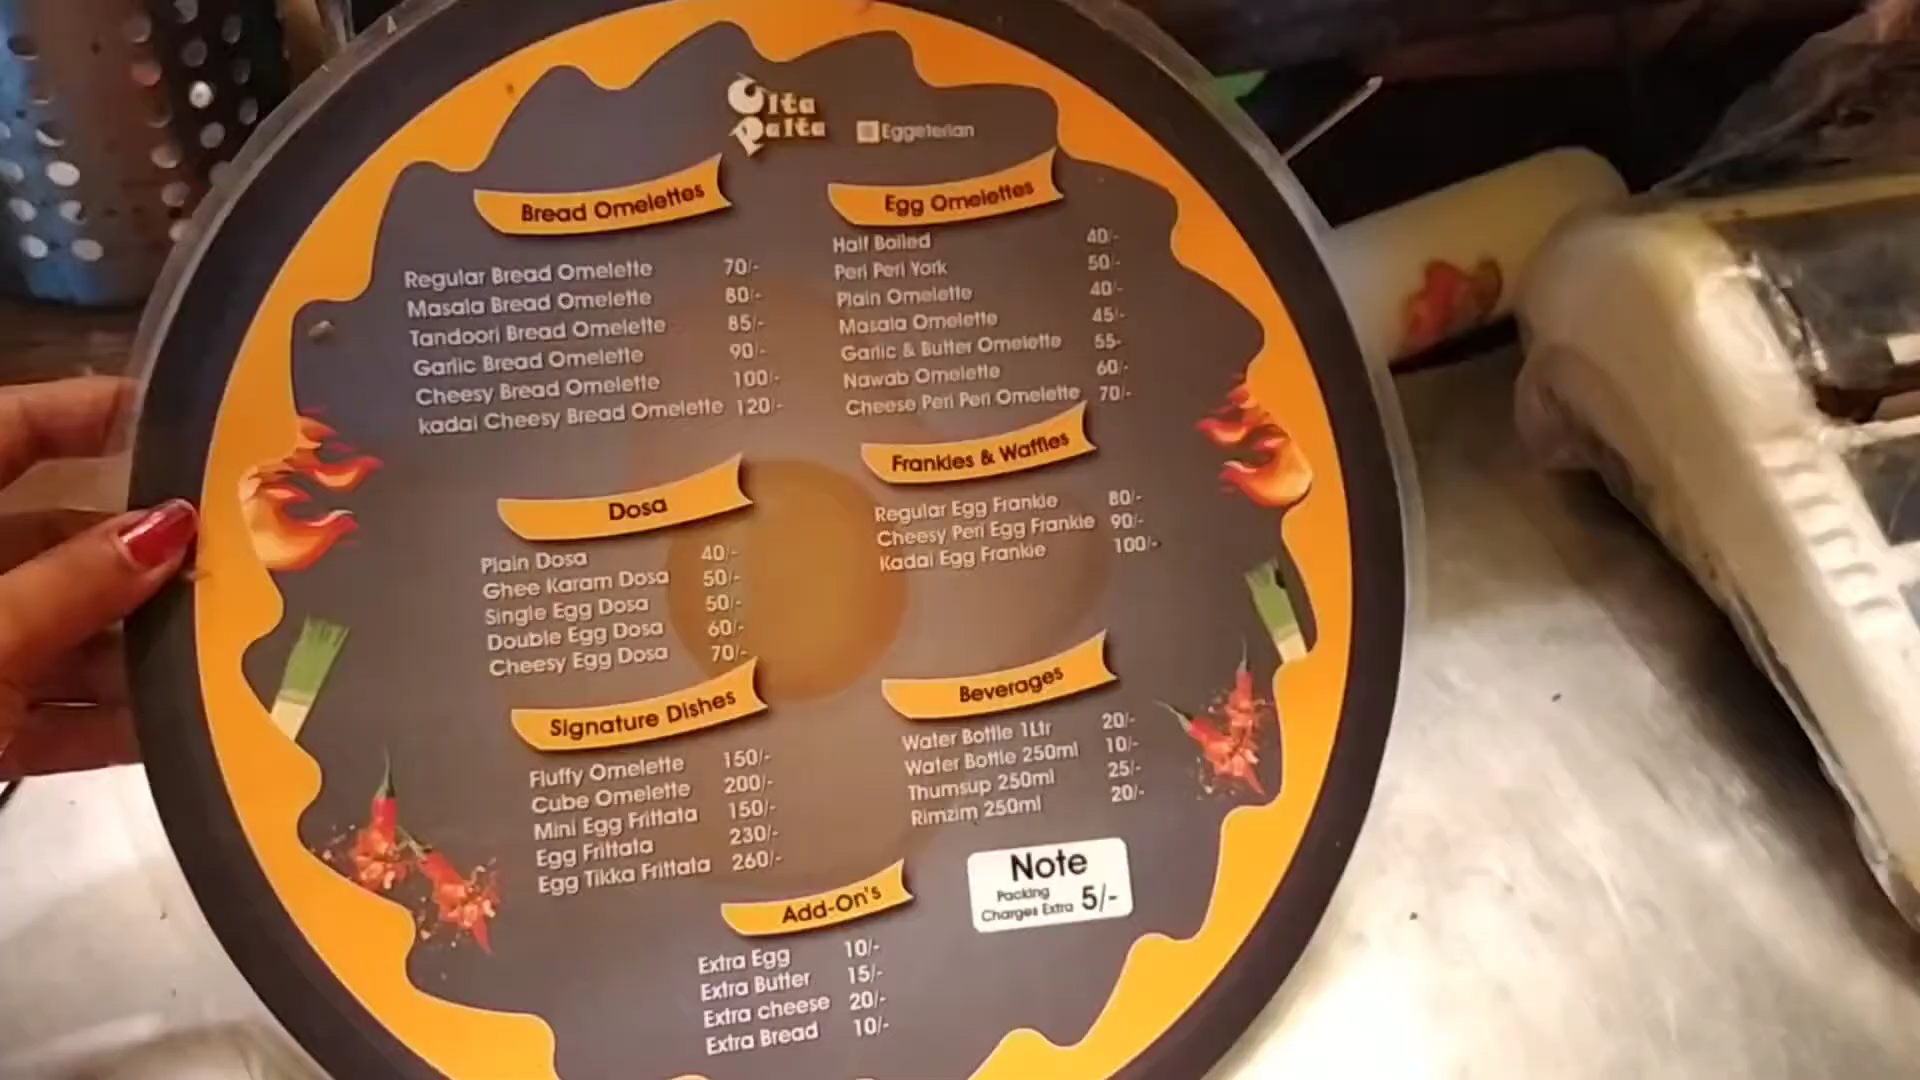 Ulta
Palta
Eggeterian
Bread Omelettes
Regular Bread Omelette 70/-
Masala Bread Omelette 80/-
Tandoori Bread Omelette 85/-
Garlic Bread Omelette 90/-
Cheesy Bread Omelette 100/-
kadai Cheesy Bread Omelette 120/-
Egg Omelettes
Half Boiled 40/-
Peri Peri York 50/-
Plain Omelette 40/-
Masala Omelette 45/-
Garlic & Butter Omelette 55-
Nawab Omelette 60/-
Cheese Peri Peri Omelette 70/-
Dosa
Plain Dosa 40/-
Ghee Karam Dosa 50/-
Single Egg Dosa 50/-
Double Egg Dosa 60/-
Cheesy Egg Dosa 70/-
Frankies & Waffles
Regular Egg Frankie 80/-
Cheesy Peri Egg Frankie 90/-
Kadai Egg Frankie 100/-
Signature Dishes
Fluffy Omelette 150/-
Cube Omelette 200/-
Mini Egg Frittata 150/-
Egg Frittata 230/-
Egg Tikka Frittata 260/-
Beverages
Water Bottle 1Ltr 20/-
Water Bottle 250ml 10/-
Thumsup 250ml 25/-
Rimzim 250ml 20/-
Note
Packing
Charges Extra 5/-
Add-On's
Extra Egg 10/-
Extra Butter 15/-
Extra cheese 20/-
Extra Bread 10/-